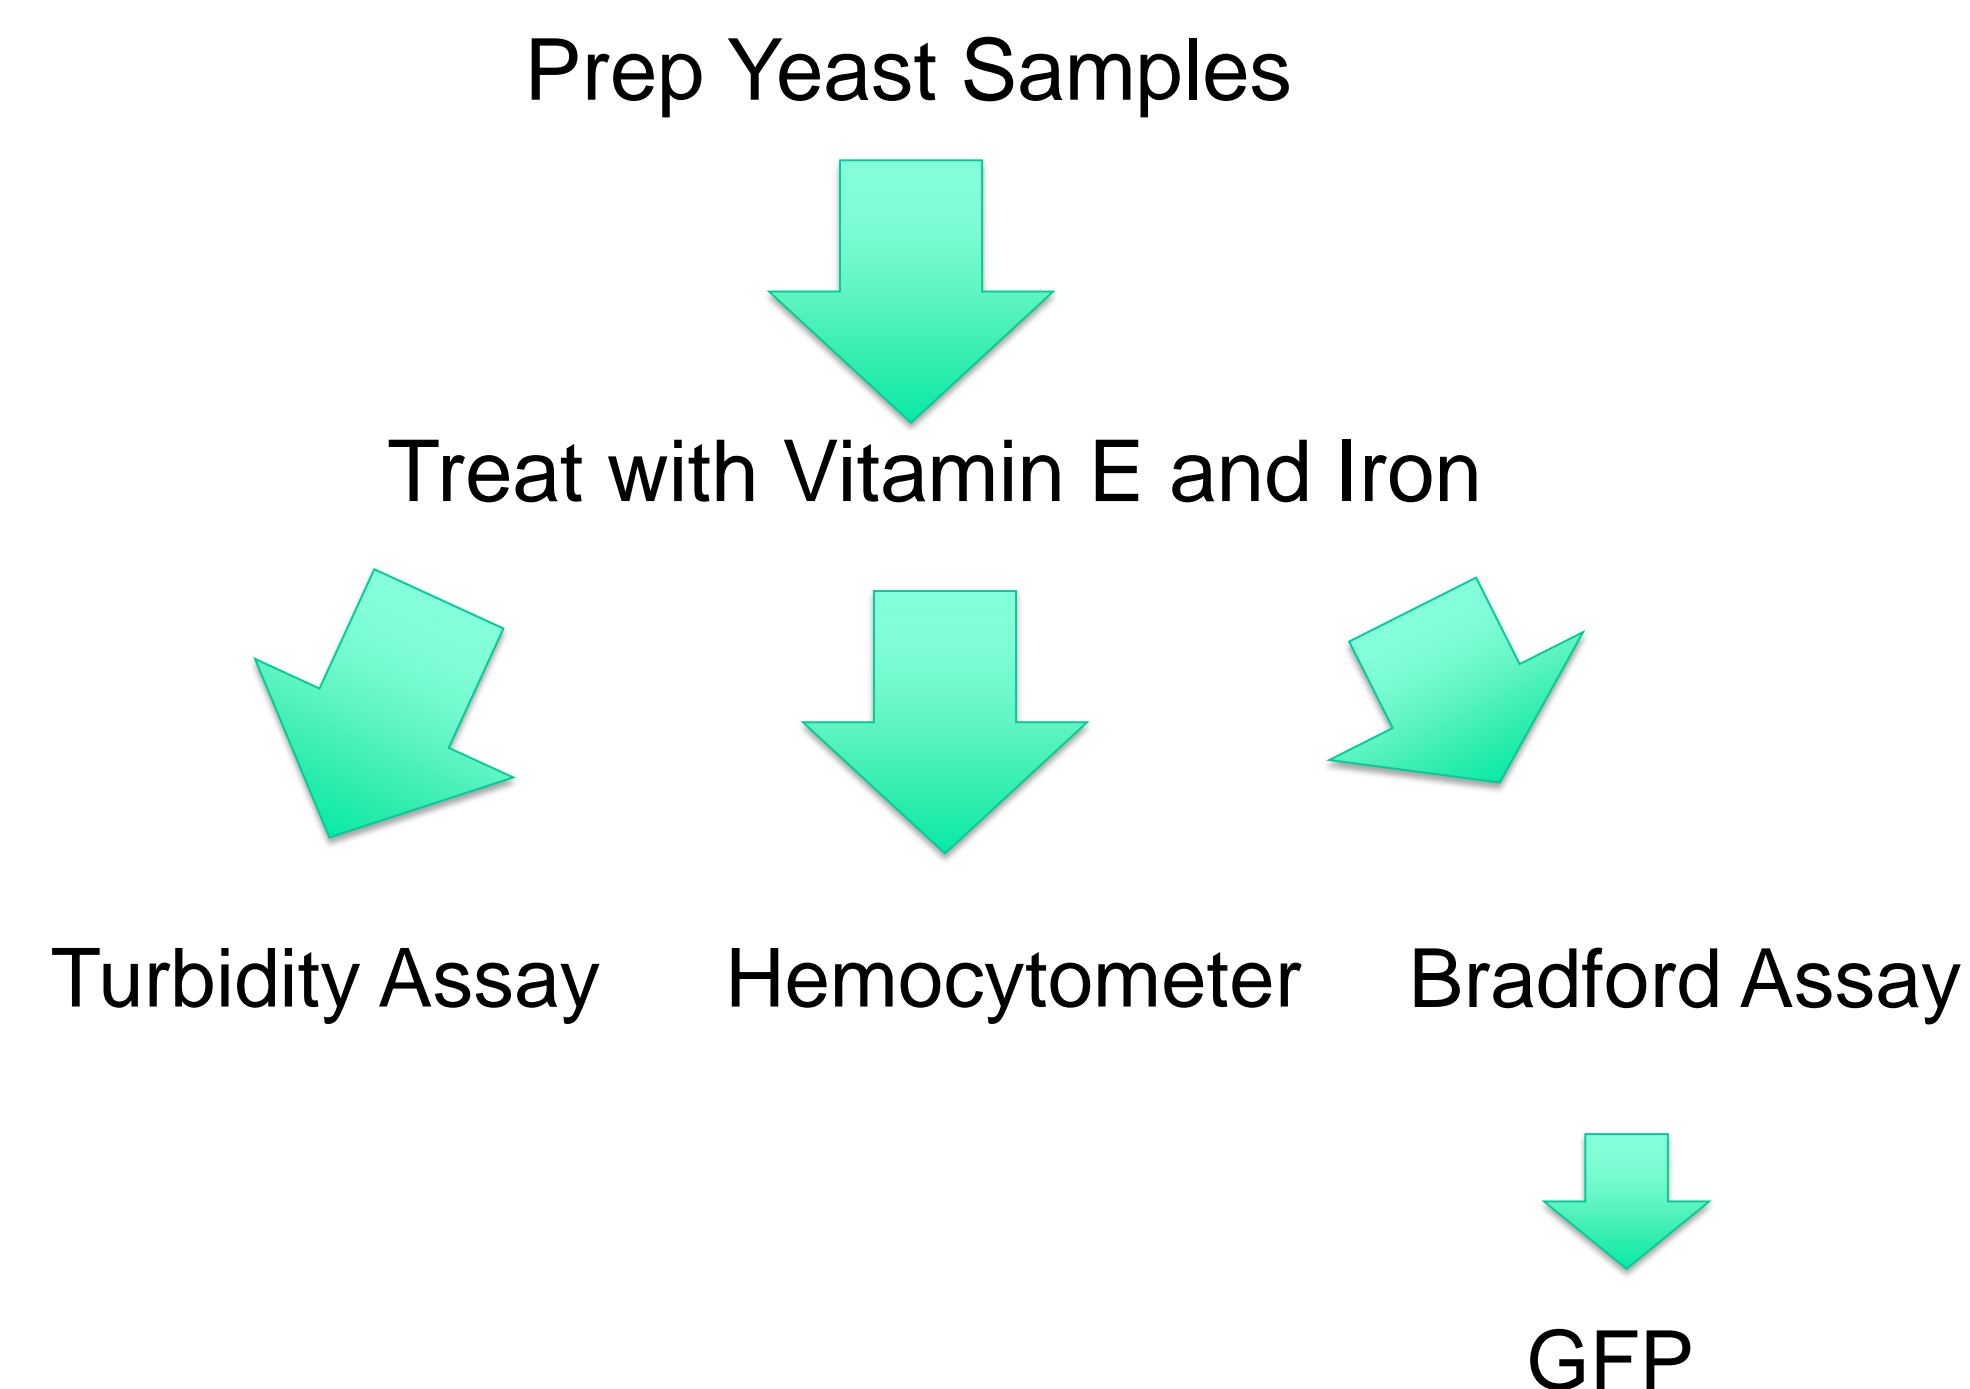 Prep Yeast Samples
Treat with Vitamin E and Iron
Turbidity Assay
Hemocytometer
Bradford Assay
GFP